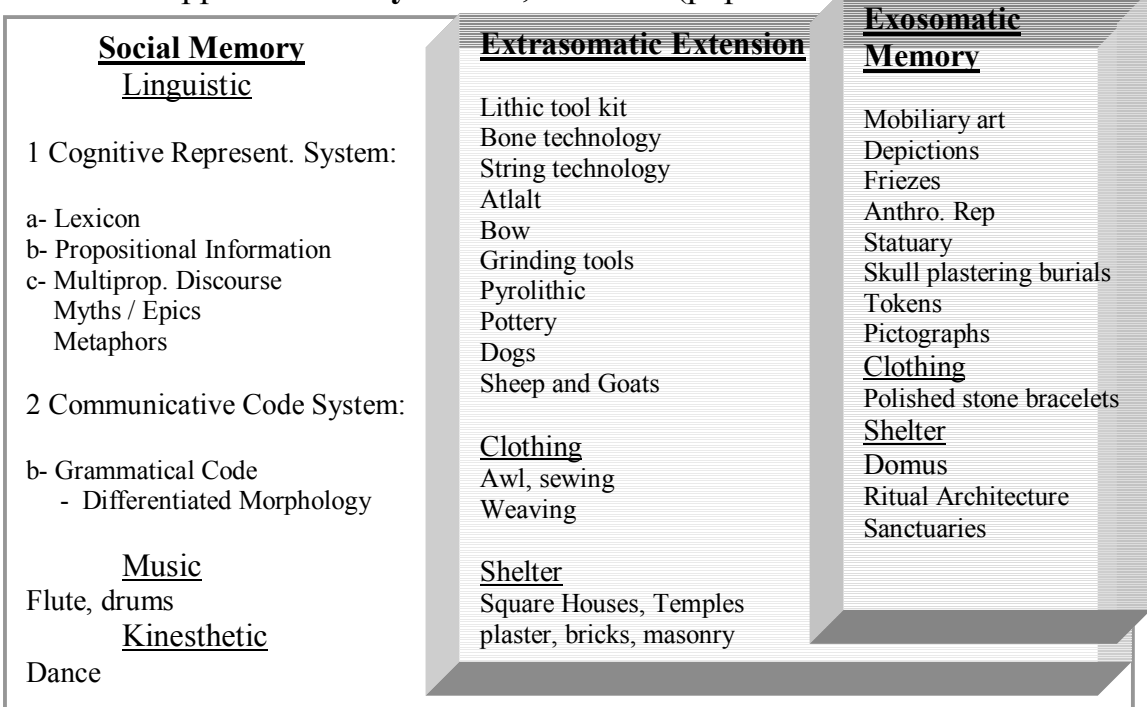 Social Memory
Linguistic
1 Cognitive Represent. System:
a- Lexicon
b- Propositional Information
c- Multiprop. Discourse
Myths / Epics
Metaphors
2 Communicative Code System:
b- Grammatical Code
- Differentiated Morphology
Music
Flute, drums
Kinesthetic
Dance
Extrasomatic Extension
Lithic tool kit
Bone technology
String technology
Atlalt
Bow
Grinding tools
Pyrolithic
Pottery
Dogs
Sheep and Goats
Clothing
Awl, sewing
Weaving
Shelter
Square Houses, Temples
plaster, bricks, masonry
Exosomatic
Memory
Mobiliary art
Depictions
Friezes
Anthro. Rep
Statuary
Skull plastering burials
Tokens
Pictographs
Clothing
Polished stone bracelets
Shelter
Domus
Ritual Architecture
Sanctuaries